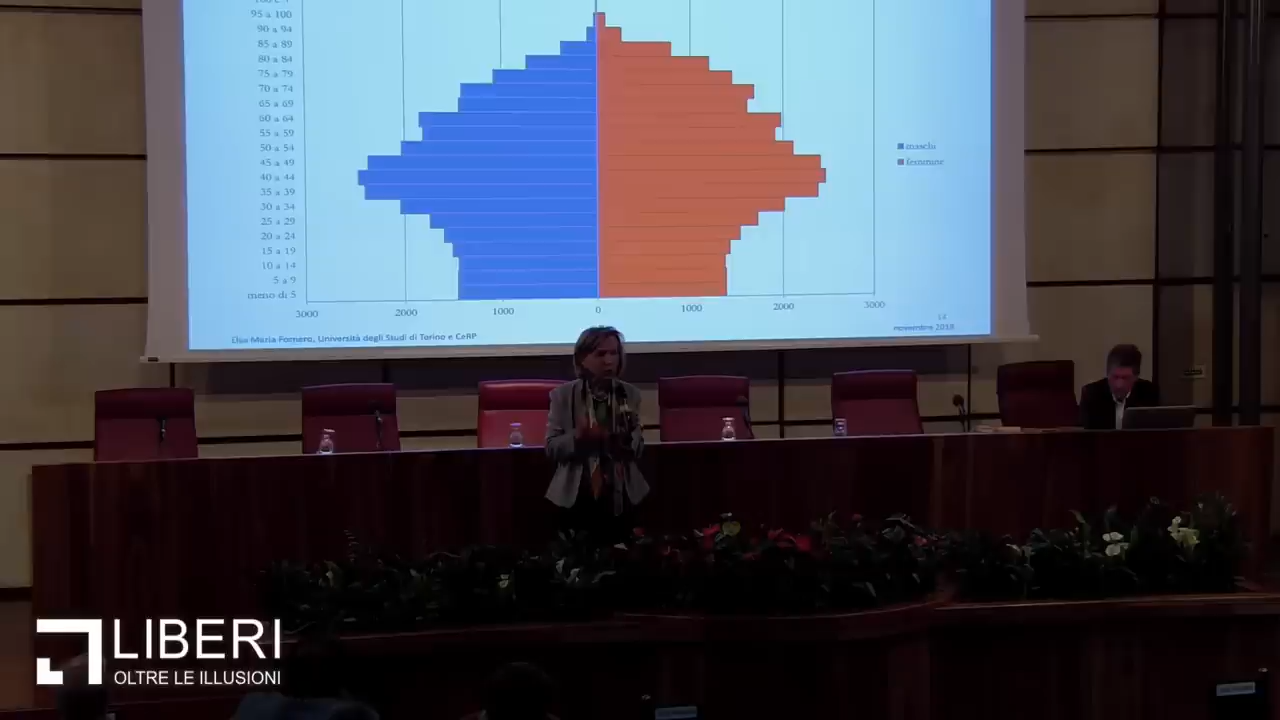 95 a 100
90 a 94
85 a 89
80 a 84
75 a 79
70 a 74
65 a 69
60 a 64
55 a 59
50 a 54
45 a 49
40 a 44
35 a 39
30 a 34
25 a 29
20 a 24
15 a 19
10 a 14
5 a 9
meno di 5
3000 2000 1000 0 1000 2000 3000
maschi
femmine
14
novembre 2018
Elsa Maria Fornero, Università degli Studi di Torino e CeRP
LIBERI
OLTRE LE ILLUSIONI